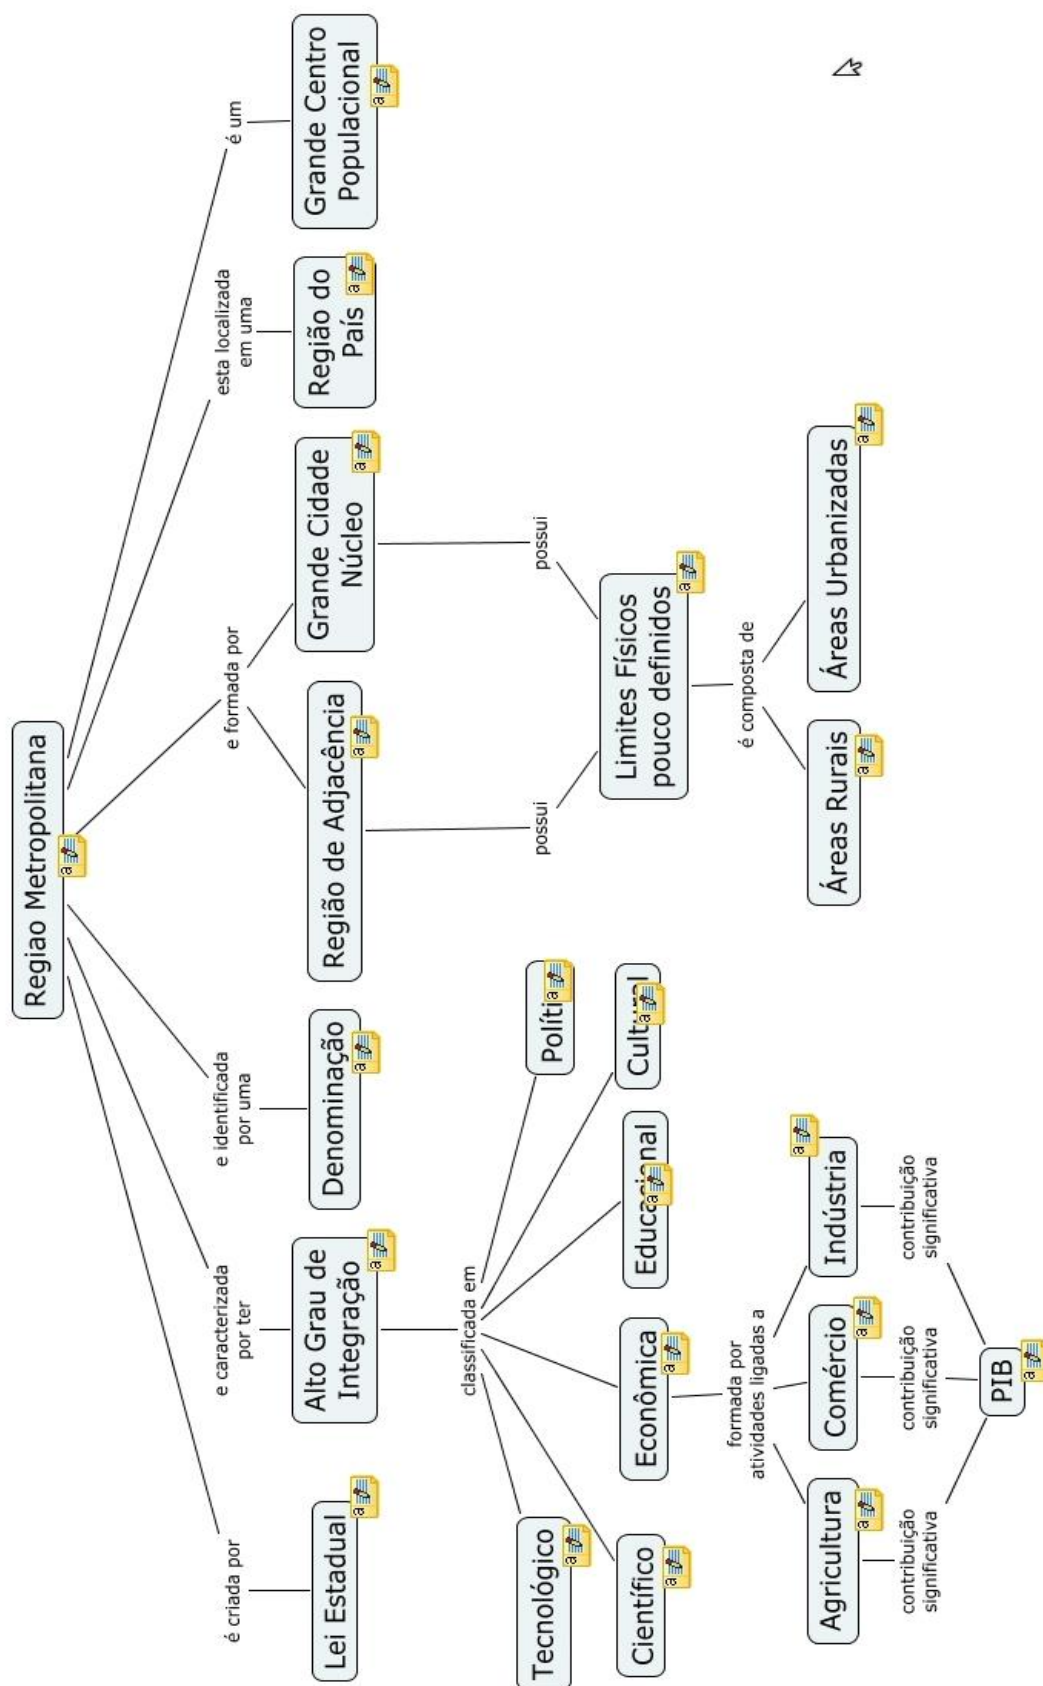 Regiao Metropolitana
é criada por
e caracterizada
por ter
e identificada
por uma
e formada por
esta localizada
em uma
é um
Lei Estadual
Alto Grau de
Integração
Denominação
Região de Adjacência
Grande Cidade
Núcleo
Região do
País
Grande Centro
Populacional
classificada em
possui
possui
Tecnológico
Científico
Econômica
Educacional
Cultural
Políti
Limites Físicos
pouco definidos
formada por
atividades ligadas a
é composta de
Agricultura
Comércio
Indústria
Áreas Rurais
Áreas Urbanizadas
contribuição
significativa
contribuição
significativa
contribuição
significativa
PIB